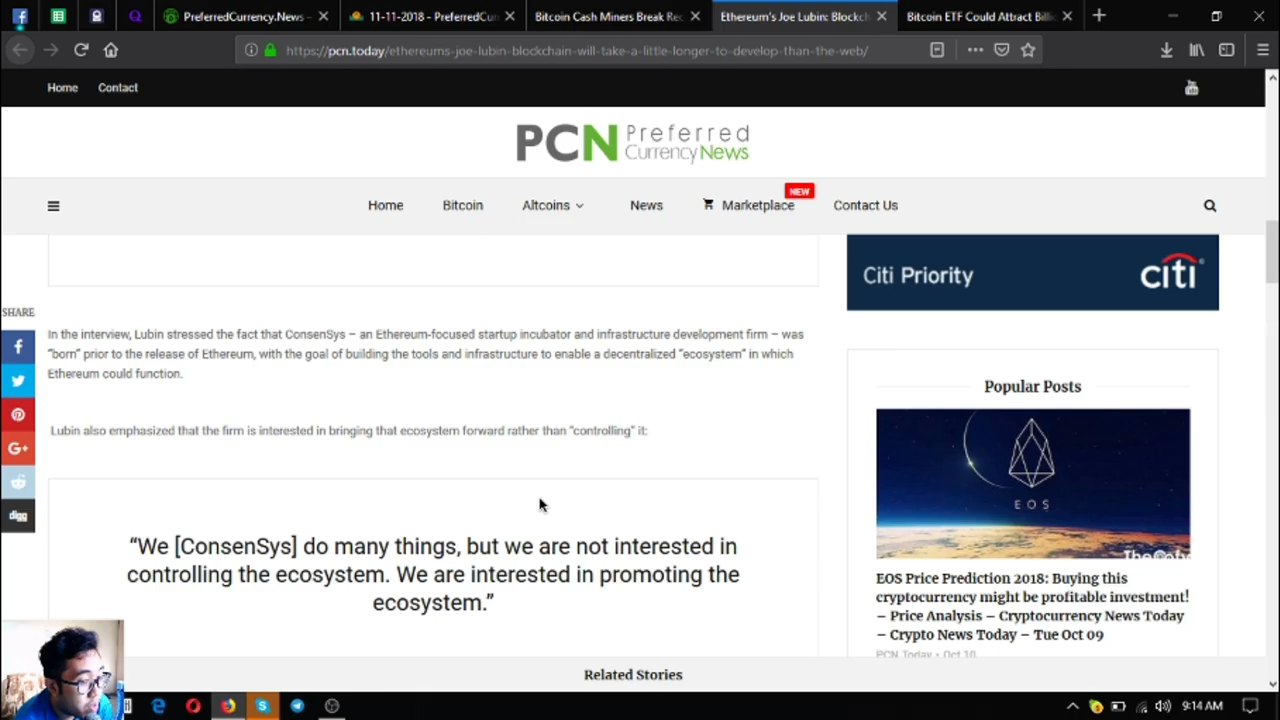 PreferredCurrency.News –
11-11-2018 - PreferredCurr
Bitcoin Cash Miners Break Rec
Ethereum's Joe Lubin: Blockch
Bitcoin ETF Could Attract Billi
https://pcn.today/ethereums-joe-lubin-blockchain-will-take-a-little-longer-to-develop-than-the-web/
Home
Contact
PCN Preferred
CurrencyNews
Home
Bitcoin
Altcoins
News
Marketplace
NEW
Contact Us
Citi Priority
citi
SHARE
In the interview, Lubin stressed the fact that ConsenSys – an Ethereum-focused startup incubator and infrastructure development firm – was
“born” prior to the release of Ethereum, with the goal of building the tools and infrastructure to enable a decentralized “ecosystem” in which
Ethereum could function.
Lubin also emphasized that the firm is interested in bringing that ecosystem forward rather than “controlling” it:
“We [ConsenSys] do many things, but we are not interested in
controlling the ecosystem. We are interested in promoting the
ecosystem.”
digg
Popular Posts
EOS
EOS Price Prediction 2018: Buying this
cryptocurrency might be profitable investment!
– Price Analysis – Cryptocurrency News Today
– Crypto News Today – Tue Oct 09
PCN Today • Oct 10
Related Stories
9:14 AM